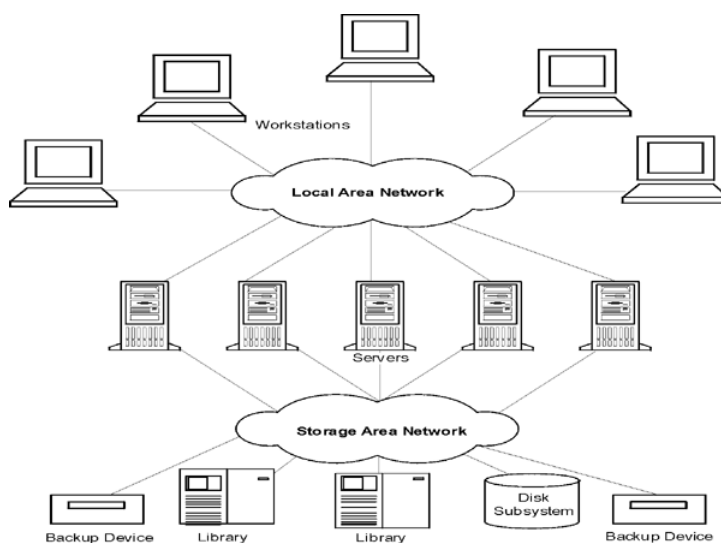 Workstations
Local Area Network
Servers
Storage Area Network
Disk
Subsystem
Backup Device
Library
Library
Backup Device